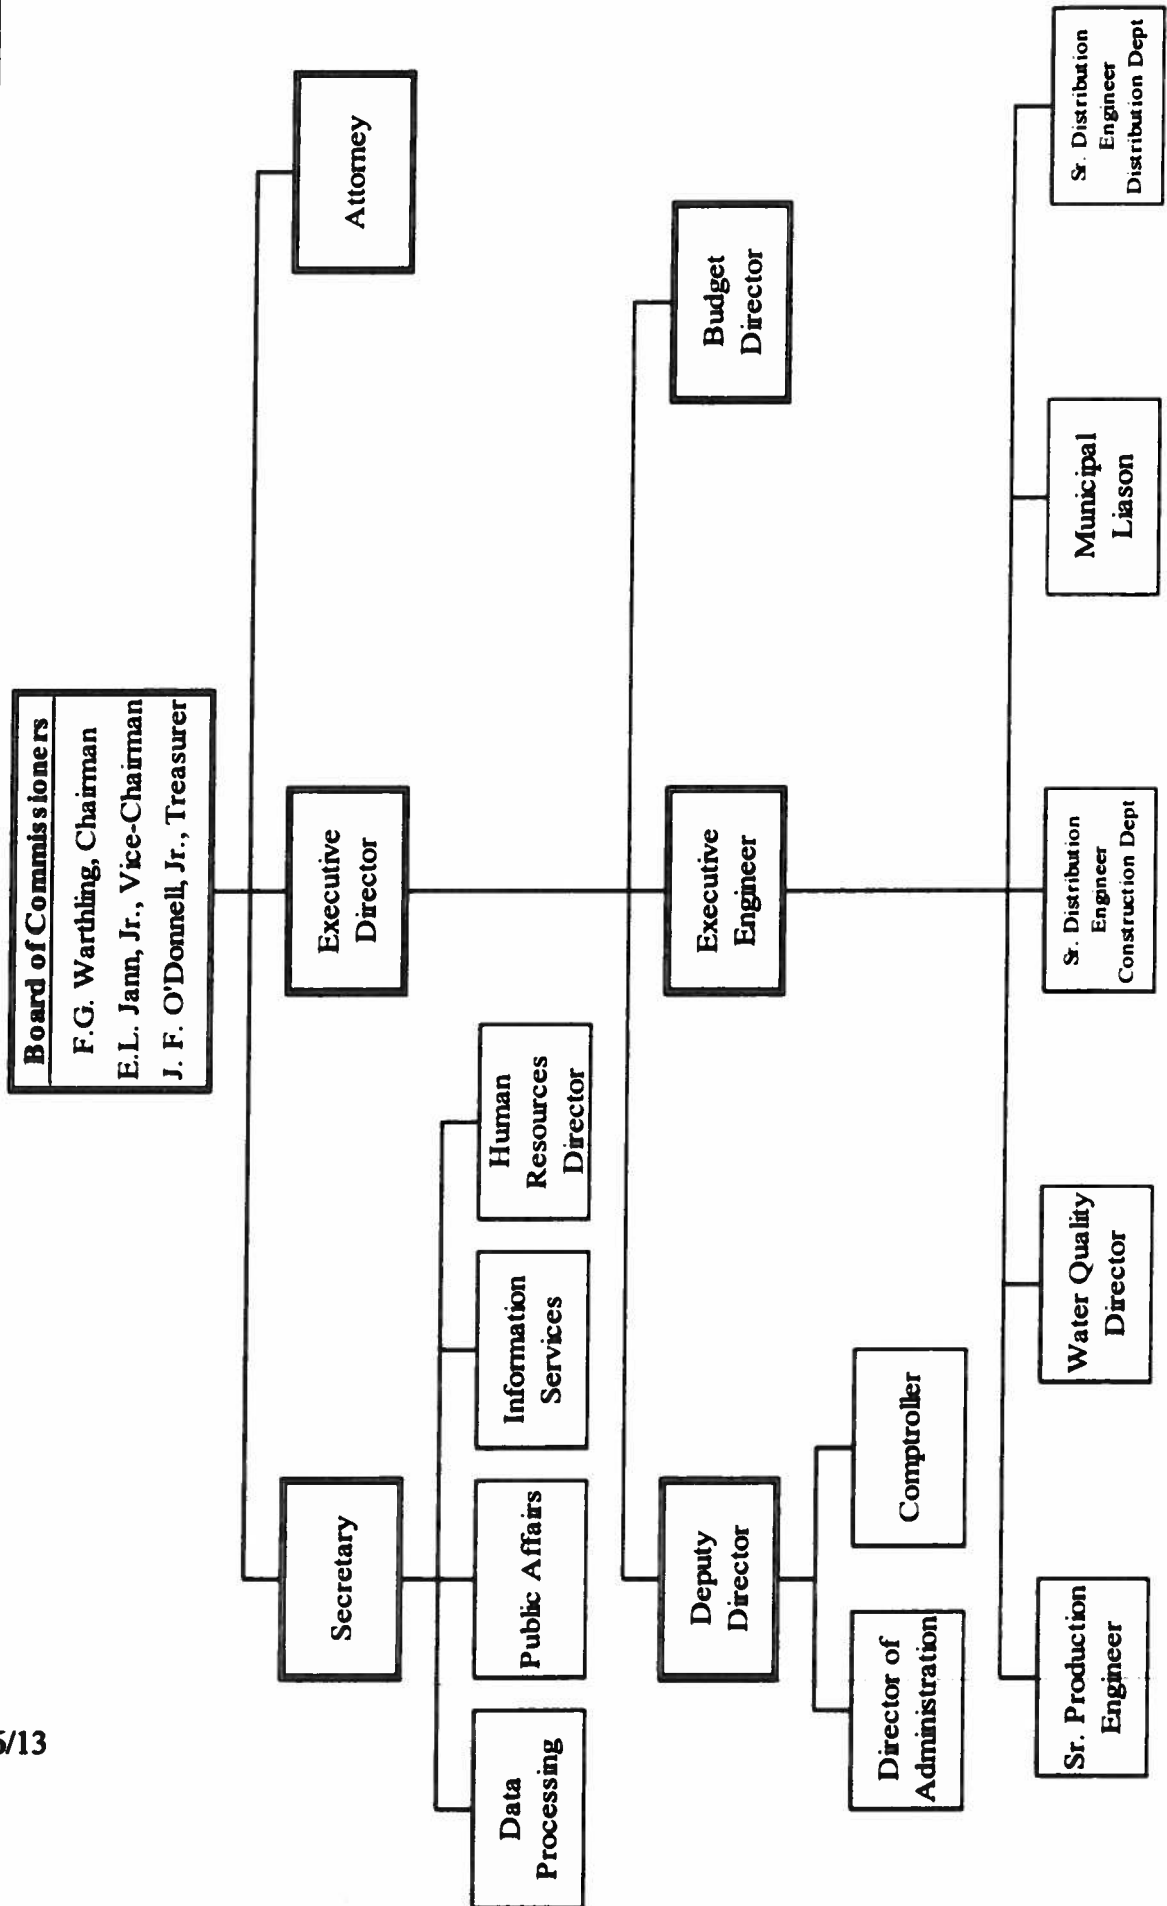 Board of Commissioners
F.G. Warthling, Chairman
E.L. Jann, Jr., Vice-Chairman
J. F. O'Donnell, Jr., Treasurer
Secretary
Executive
Director
Attorney
Data
Processing
Public Affairs
Information
Services
Human
Resources
Director
Deputy
Director
Executive
Engineer
Budget
Director
Director of
Administration
Comptroller
Sr. Production
Engineer
Water Quality
Director
Sr. Distribution
Engineer
Construction Dept
Municipal
Liason
Sr. Distribution
Engineer
Distribution Dept